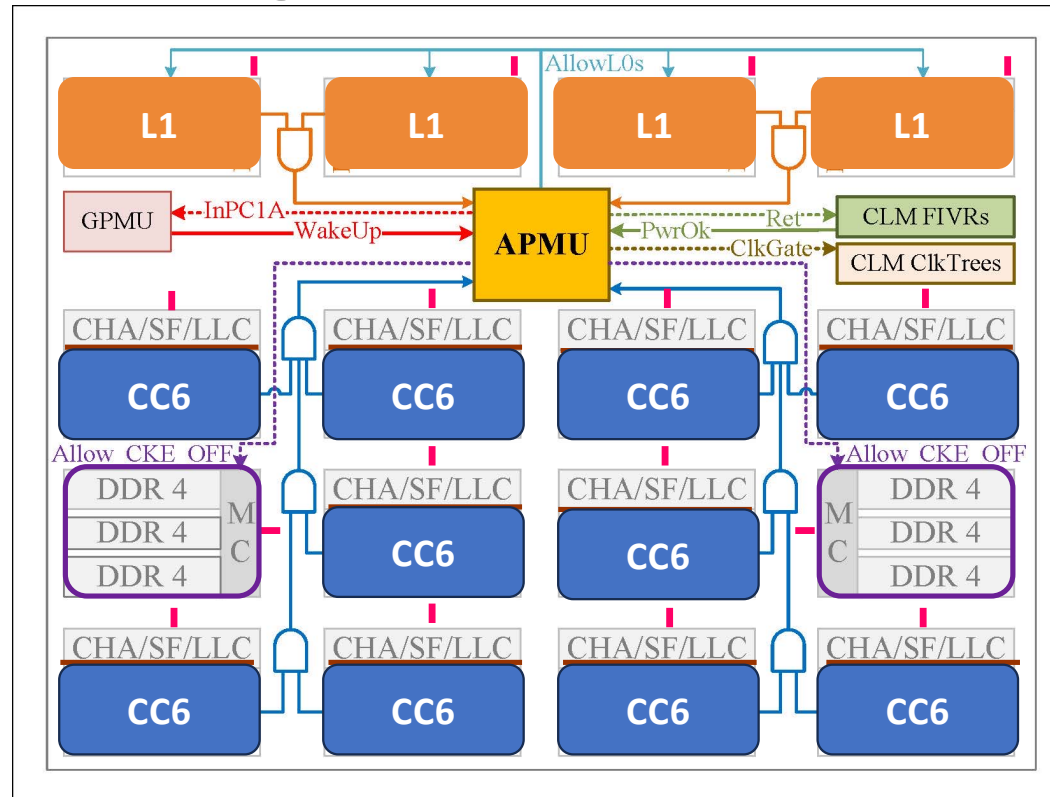 AllowL0s
L1 L1 L1 L1
GPMU InPC1A WakeUp APMU Ret PwrOk ClkGate CLM FIVRs
CLM ClkTrees
CHA/SF/LLC CHA/SF/LLC CHA/SF/LLC CHA/SF/LLC
CC6 CC6 CC6 CC6
Allow CKE OFF Allow CKE OFF
DDR 4 DDR 4 DDR 4 MC
CHA/SF/LLC CHA/SF/LLC
CC6 CC6
MC DDR 4 DDR 4 DDR 4
CHA/SF/LLC CHA/SF/LLC CHA/SF/LLC CHA/SF/LLC
CC6 CC6 CC6 CC6